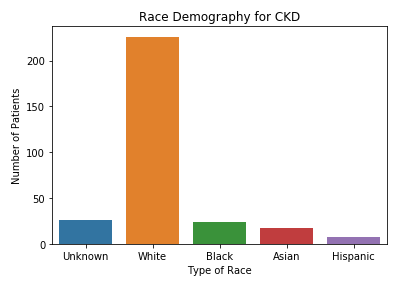 Race Demography for CKD
Number of Patients
200
150
100
50
0
Unknown White Black Asian Hispanic
Type of Race